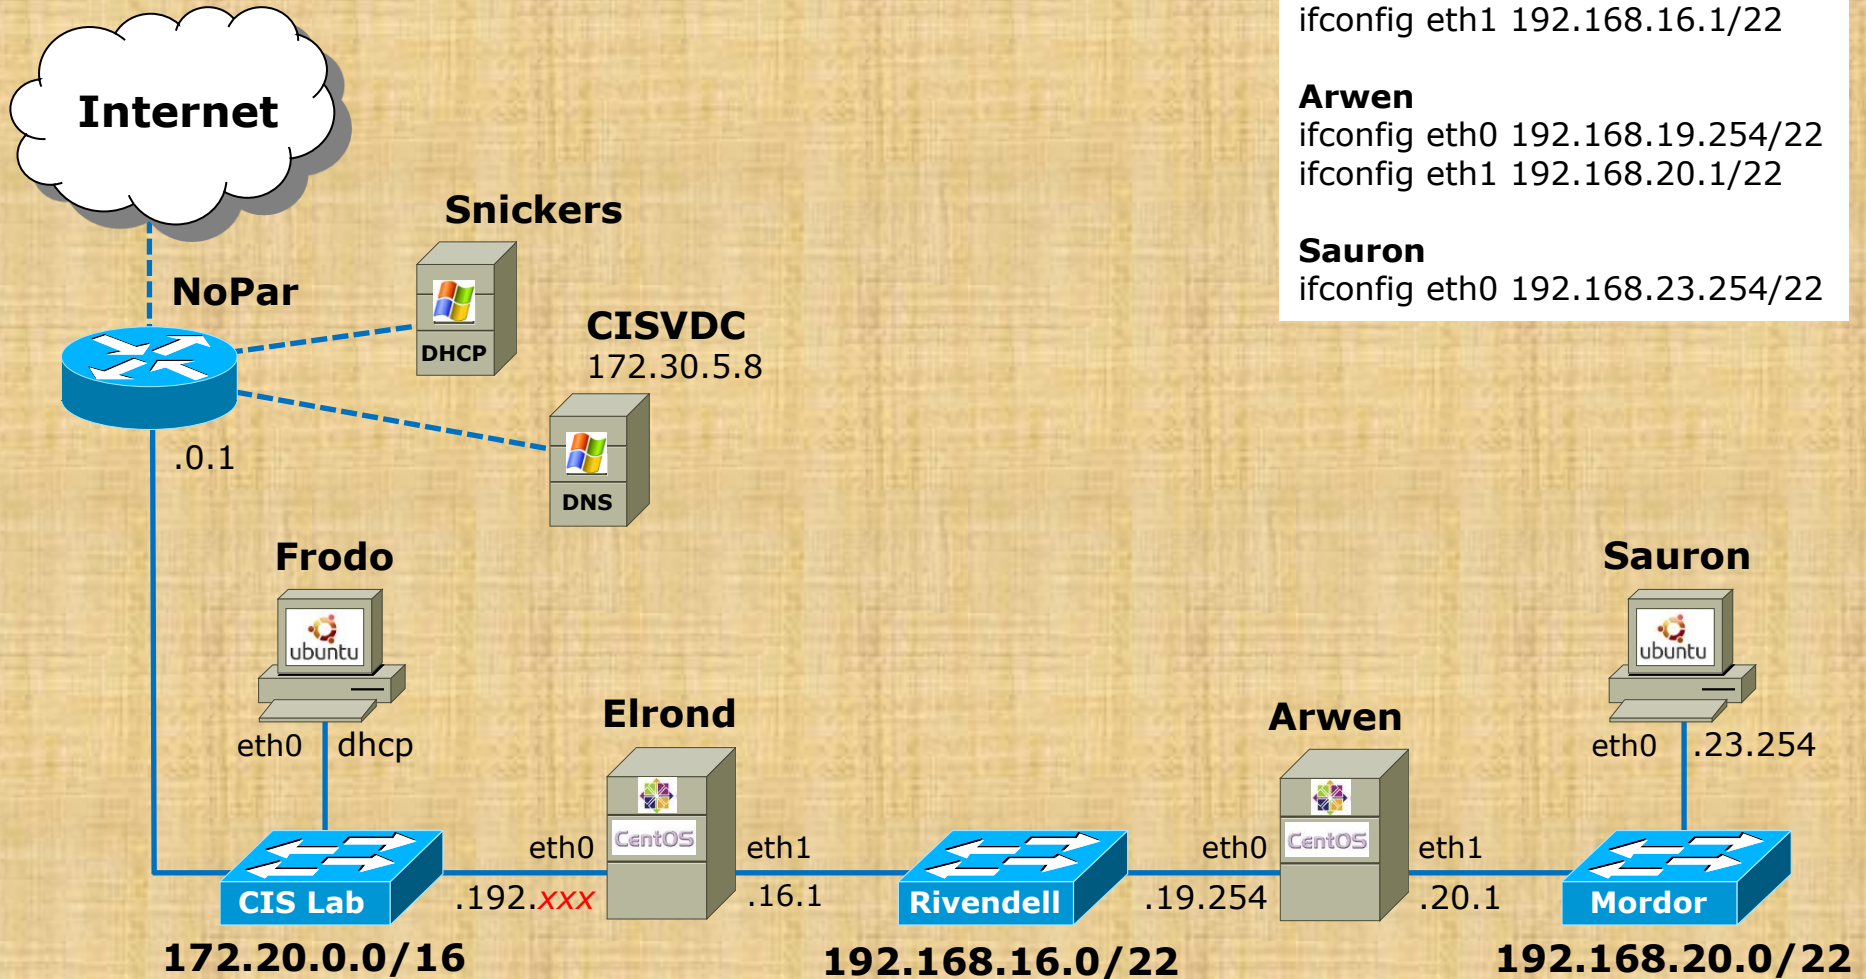 ifconfig eth1 192.168.16.1/22
Arwen
ifconfig eth0 192.168.19.254/22
ifconfig eth1 192.168.20.1/22
Sauron
ifconfig eth0 192.168.23.254/22
Internet
Snickers
DHCP
NoPar
CISVDC
172.30.5.8
DNS
.0.1
Frodo
ubuntu
eth0 dhcp
Elrond
CentOS
Arwen
CentOS
Sauron
ubuntu
eth0 .23.254
eth0
eth1
eth0
eth1
CIS Lab
.192.xxx
.16.1
Rivendell
.19.254
.20.1
Mordor
172.20.0.0/16
192.168.16.0/22
192.168.20.0/22